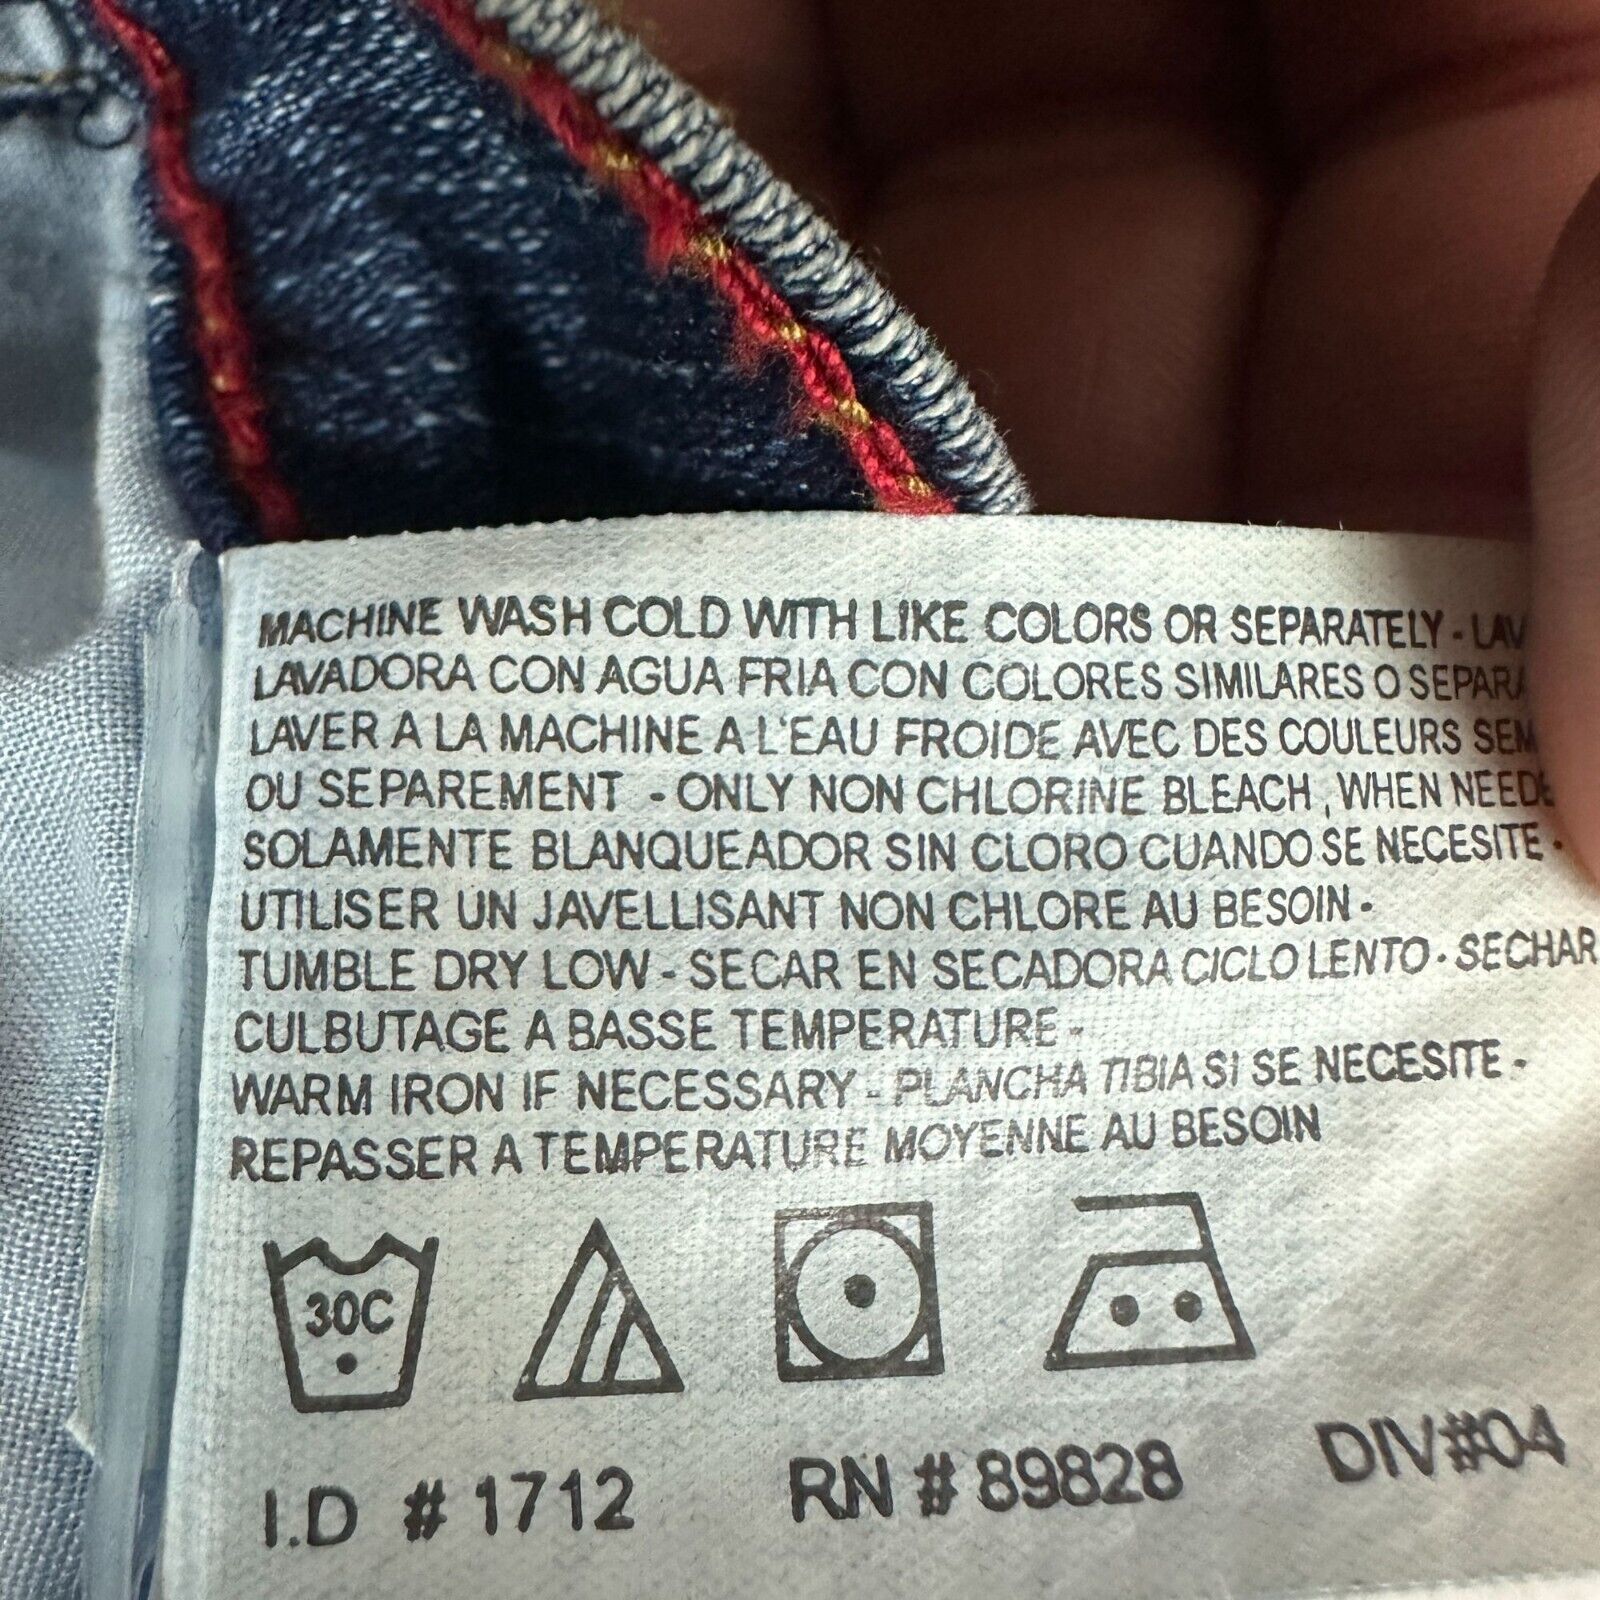 MACHINE WASH COLD WITH LIKE COLORS OR SEPARATELY -
LAVADORA CON AGUA FRIA CON COLORES SIMILARES O
LAVER A LA MACHINE A L'EAU FROIDE AVEC DES COULEURS
OU SEPAREMENT - ONLY NON CHLORINE BLEACH, WHEN
SOLAMENTE BLANQUEADOR SIN CLORO CUANDO SE NECESITE -
UTILISER UN JAVELLISANT NON CHLORE AU BESOIN -
TUMBLE DRY LOW - SECAR EN SECADORA CICLO LENTO - SECHAR
CULBUTAGE A BASSE TEMPERATURE -
WARM IRON IF NECESSARY - PLANCHA TIBIA SI SE NECESITE -
REPASSER A TEMPERATURE MOYENNE AU BESOIN
30C
I.D # 1712 RN # 89828 DIV#04